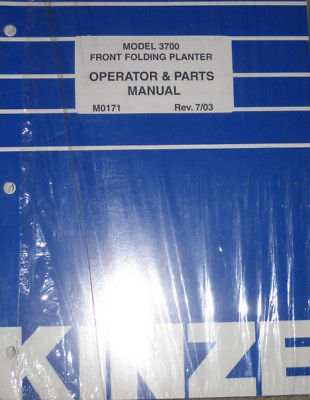 MODEL 3700
FRONT FOLDING PLANTER
OPERATOR & PARTS
MANUAL
M0171 Rev. 7/03
KINZE